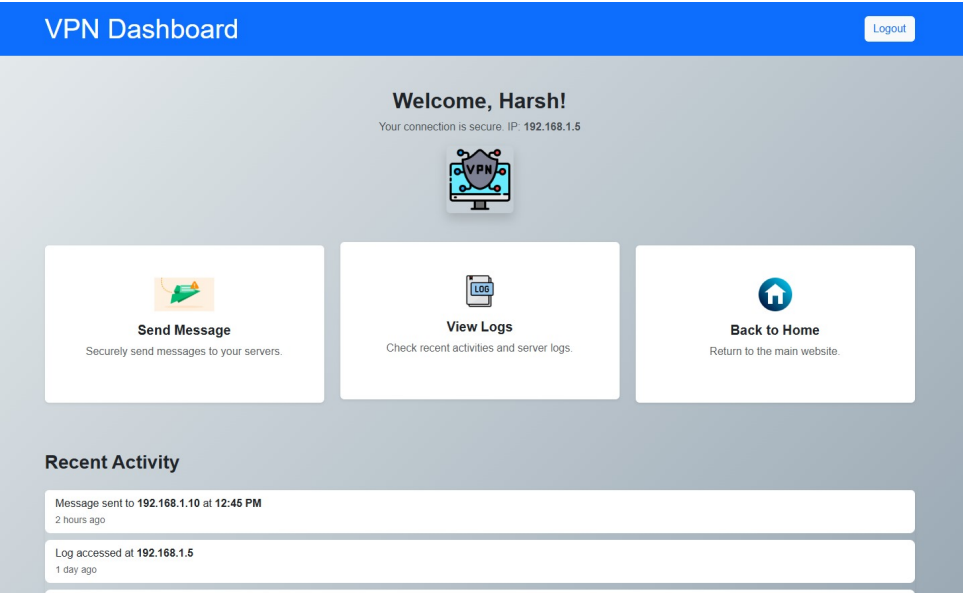 VPN Dashboard
Logout
Welcome, Harsh!
Your connection is secure. IP: 192.168.1.5
VPN
LOG
Send Message
Securely send messages to your servers.
View Logs
Check recent activities and server logs.
Back to Home
Return to the main website.
Recent Activity
Message sent to 192.168.1.10 at 12:45 PM
2 hours ago
Log accessed at 192.168.1.5
1 day ago